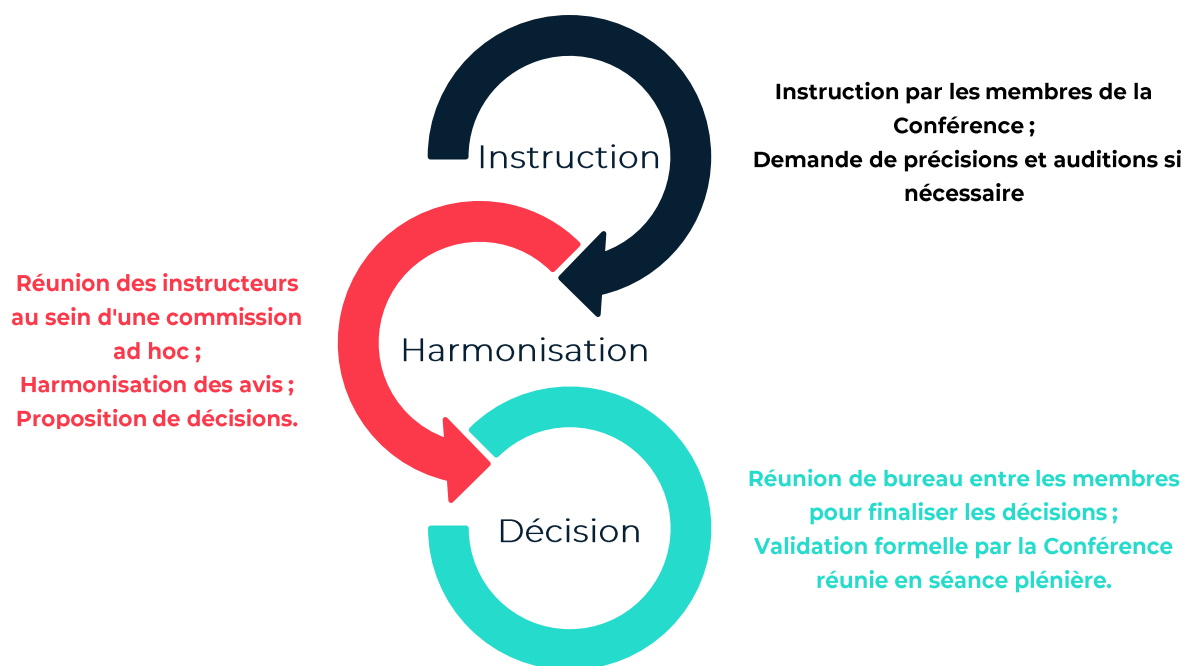 Instruction
Instruction par les membres de la
Conférence ;
Demande de précisions et auditions si
nécessaire
Réunion des instructeurs
au sein d'une commission
ad hoc ;
Harmonisation des avis ;
Proposition de décisions.
Harmonisation
Décision
Réunion de bureau entre les membres
pour finaliser les décisions ;
Validation formelle par la Conférence
réunie en séance plénière.